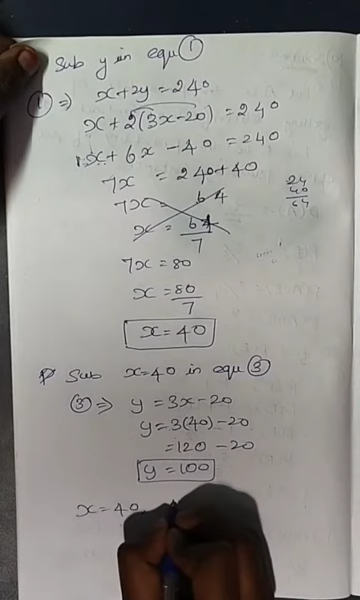 Sub y in equ ①
① ⇒ x+2y=240
x+2(3x-20)=240
x+6x-40=240
7x = 240+40
7x= 64
24
40
64
x= 64/7
7x=80
x=80/7
x=40
Sub x=40 in equ ③
③ ⇒ y=3x-20
y=3(40)-20
=120-20
y=100
x=40,